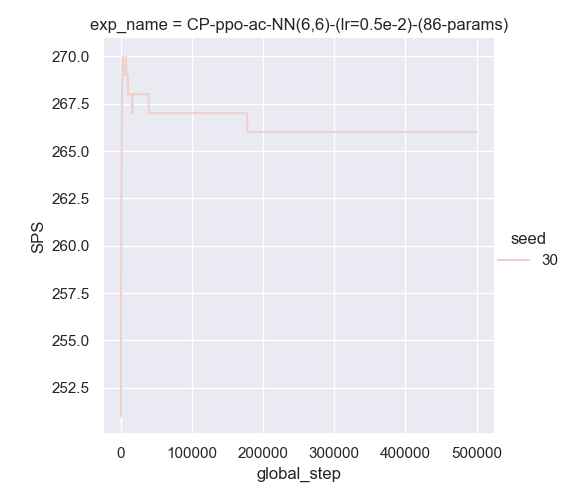 exp_name = CP-ppo-ac-NN(6,6)-(lr=0.5e-2)-(86-params)
270.0
267.5
265.0
262.5
260.0
257.5
255.0
252.5
SPS
0 100000 200000 300000 400000 500000
global_step
seed
30